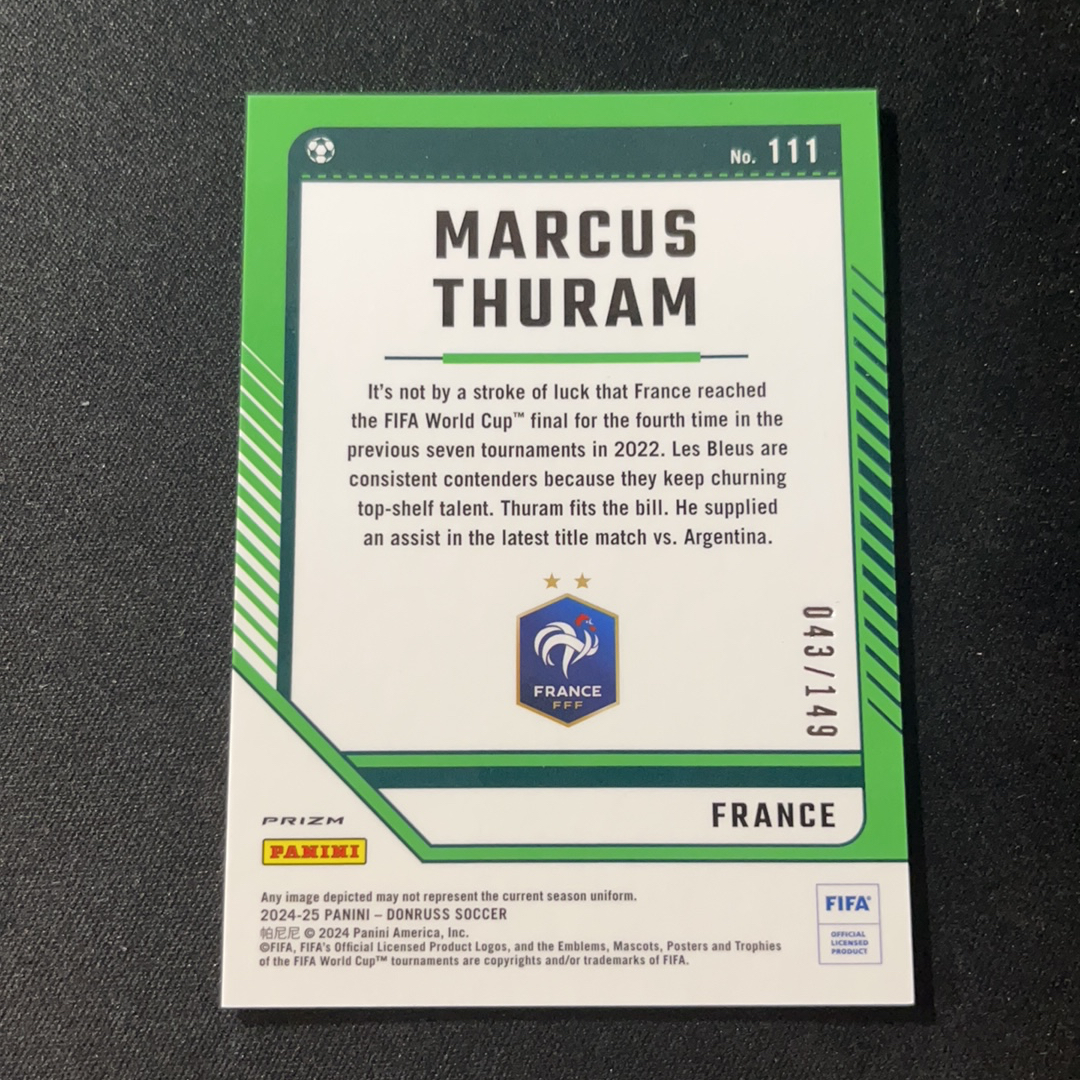 No. 111
MARCUS
THURAM
It's not by a stroke of luck that France reached
the FIFA World Cup™ final for the fourth time in the
previous seven tournaments in 2022. Les Bleus are
consistent contenders because they keep churning
top-shelf talent. Thuram fits the bill. He supplied
an assist in the latest title match vs. Argentina.
FRANCE
FFF
043/149
FRANCE
PRIZM
PANINI
Any image depicted may not represent the current season uniform.
2024-25 PANINI – DONRUSS SOCCER
帕尼尼 © 2024 Panini America, Inc.
©FIFA, FIFA's Official Licensed Product Logos, and the Emblems, Mascots, Posters and Trophies
of the FIFA World Cup™ tournaments are copyrights and/or trademarks of FIFA.
FIFA®
OFFICIAL
LICENSED
PRODUCT